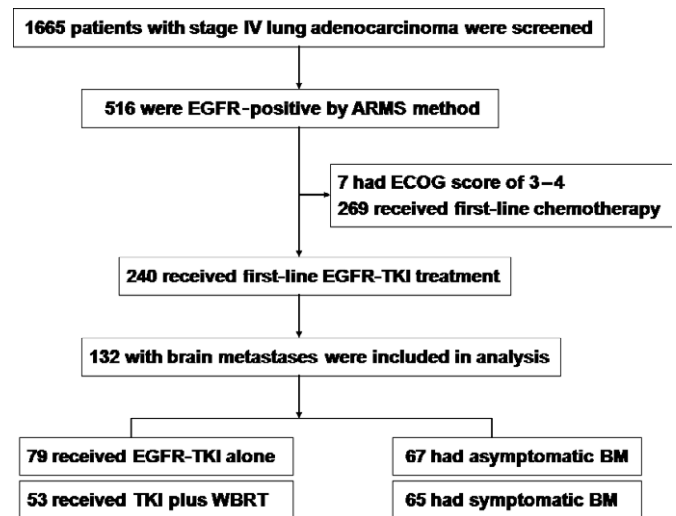 1665 patients with stage IV lung adenocarcinoma were screened
516 were EGFR-positive by ARMS method
7 had ECOG score of 3–4
269 received first-line chemotherapy
240 received first-line EGFR-TKI treatment
132 with brain metastases were included in analysis
79 received EGFR-TKI alone
67 had asymptomatic BM
53 received TKI plus WBRT
65 had symptomatic BM